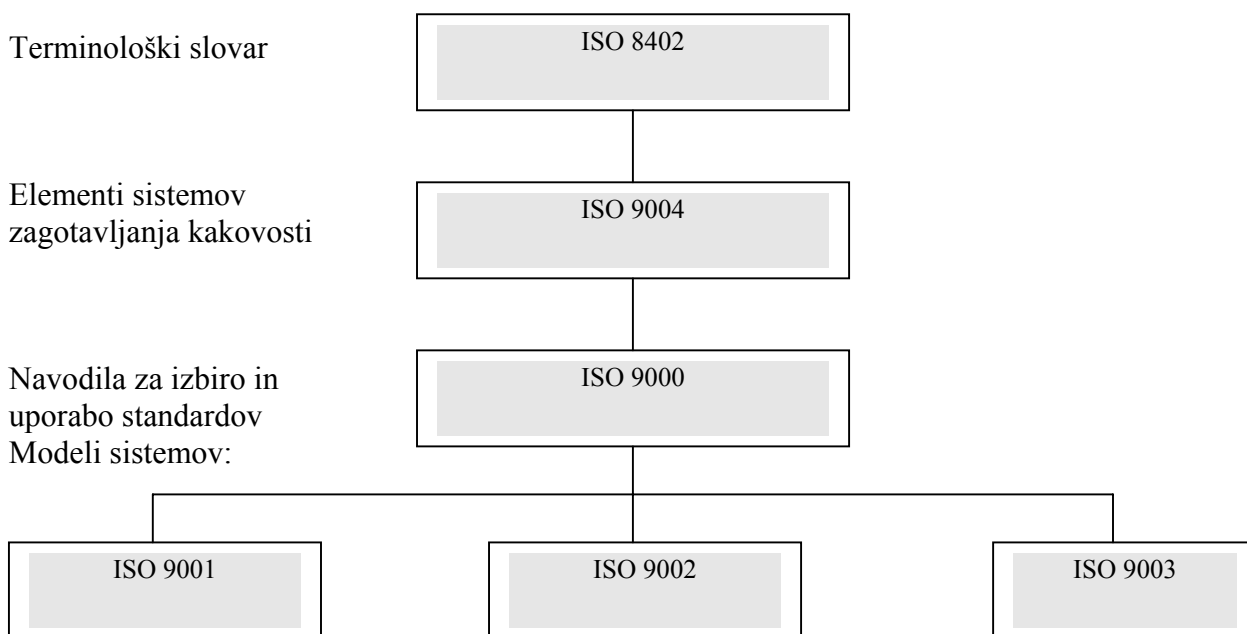 Terminološki slovar
ISO 8402
Elementi sistemov
zagotavljanja kakovosti
ISO 9004
Navodila za izbiro in
uporabo standardov
Modeli sistemov:
ISO 9000
ISO 9001
ISO 9002
ISO 9003